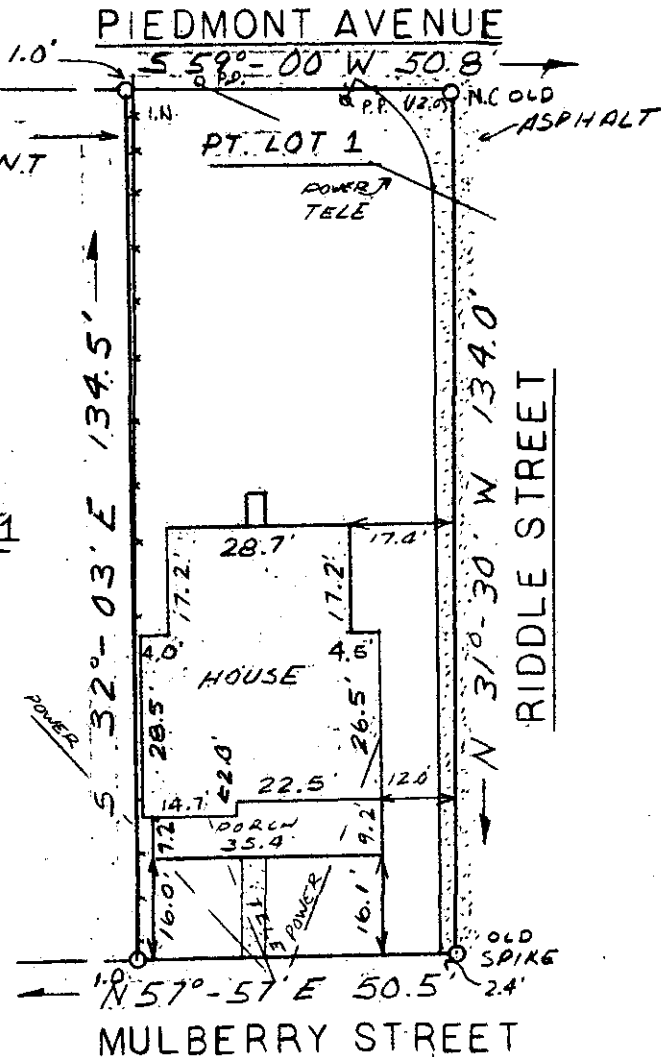 PIEDMONT AVENUE
1.0'
S 59°-00' W 50.8'
P.P.
P.P.
N.C OLD
I.N
ASPHALT
N.T
PT. LOT 1
POWER
TELE
S 32°-03' E 134.5'
N 31°-30' W 134.0'
RIDDLE STREET
1
28.7'
17.4'
17.2'
17.2'
4.0'
4.5'
HOUSE
POWER
28.5'
26.5'
2.0'
22.5'
12.0'
14.7'
PORCH
35.4
7.2'
9.2'
16.0'
16.1'
POWER
OLD
SPIKE
2.4'
N 57°-57' E 50.5'
MULBERRY STREET